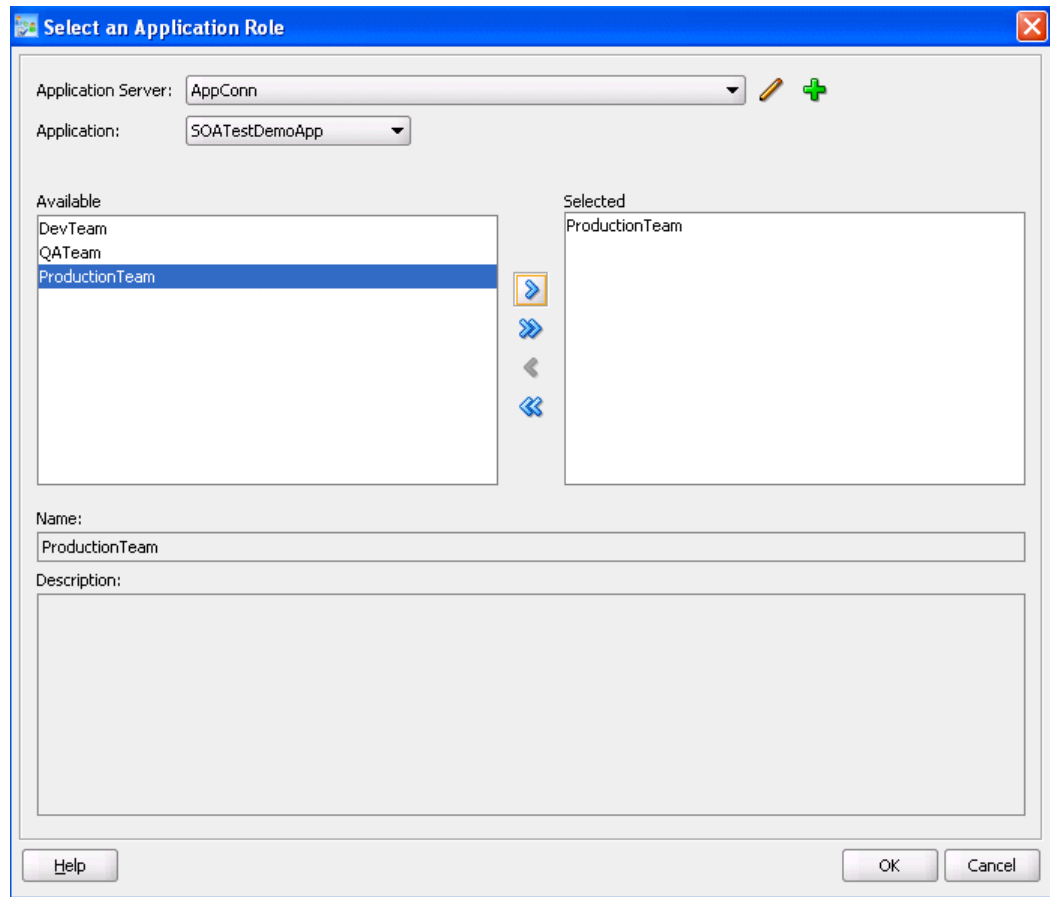 Select an Application Role
Application Server: AppConn
Application: SOATestDemoApp
Available
DevTeam
QATeam
ProductionTeam
Selected
ProductionTeam
Name:
ProductionTeam
Description:
Help
OK
Cancel